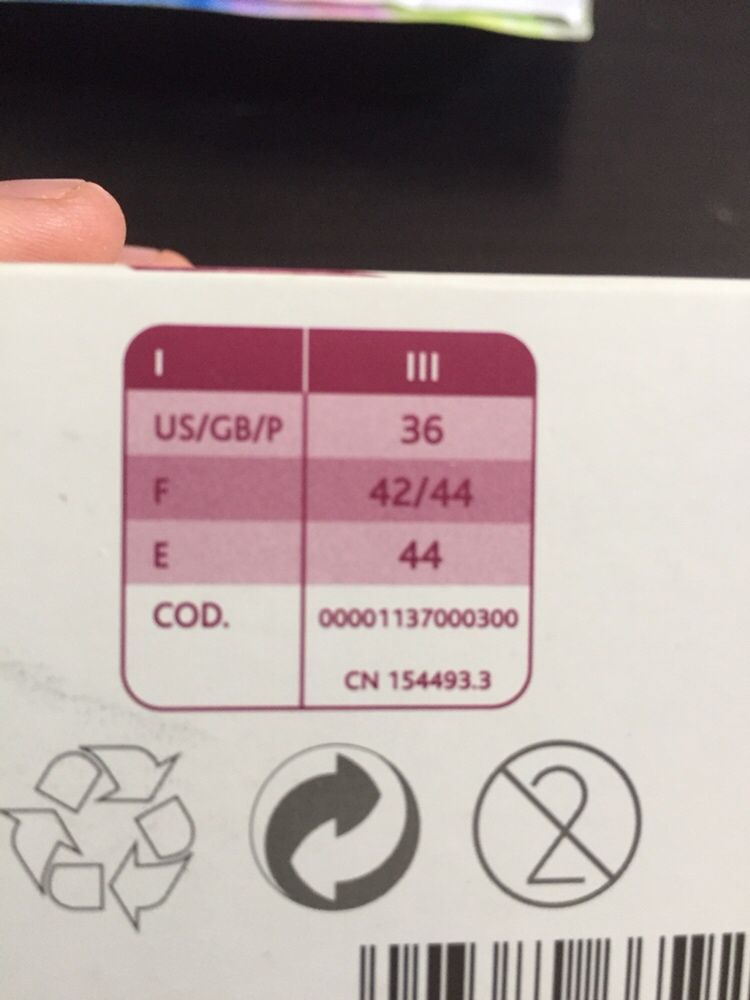 I III
US/GB/P 36
F 42/44
E 44
COD. 00001137000300
CN 154493.3
2